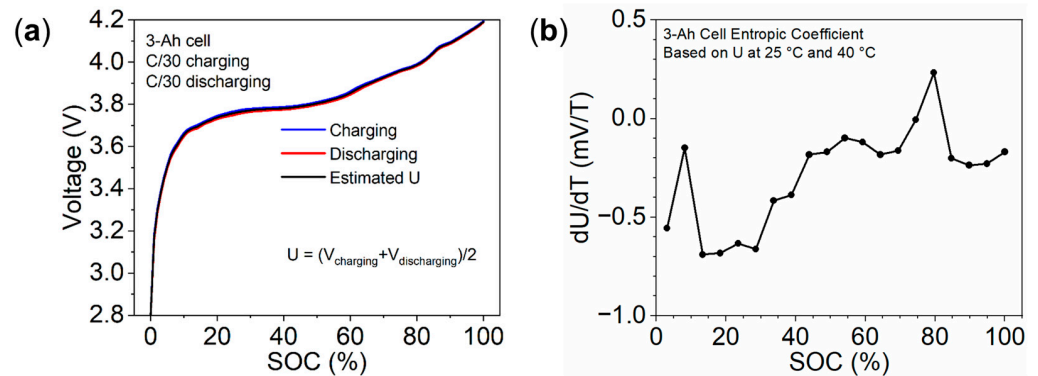 (a)
4.2
4.0
3.8
3.6
3.4
3.2
3.0
2.8
Voltage (V)
3-Ah cell
C/30 charging
C/30 discharging
Charging
Discharging
Estimated U
U = (Vcharging+Vdischarging)/2
0 20 40 60 80 100
SOC (%)
(b)
0.5
0.0
−0.5
−1.0
dU/dT (mV/T)
3-Ah Cell Entropic Coefficient
Based on U at 25 °C and 40 °C
0 20 40 60 80 100
SOC (%)